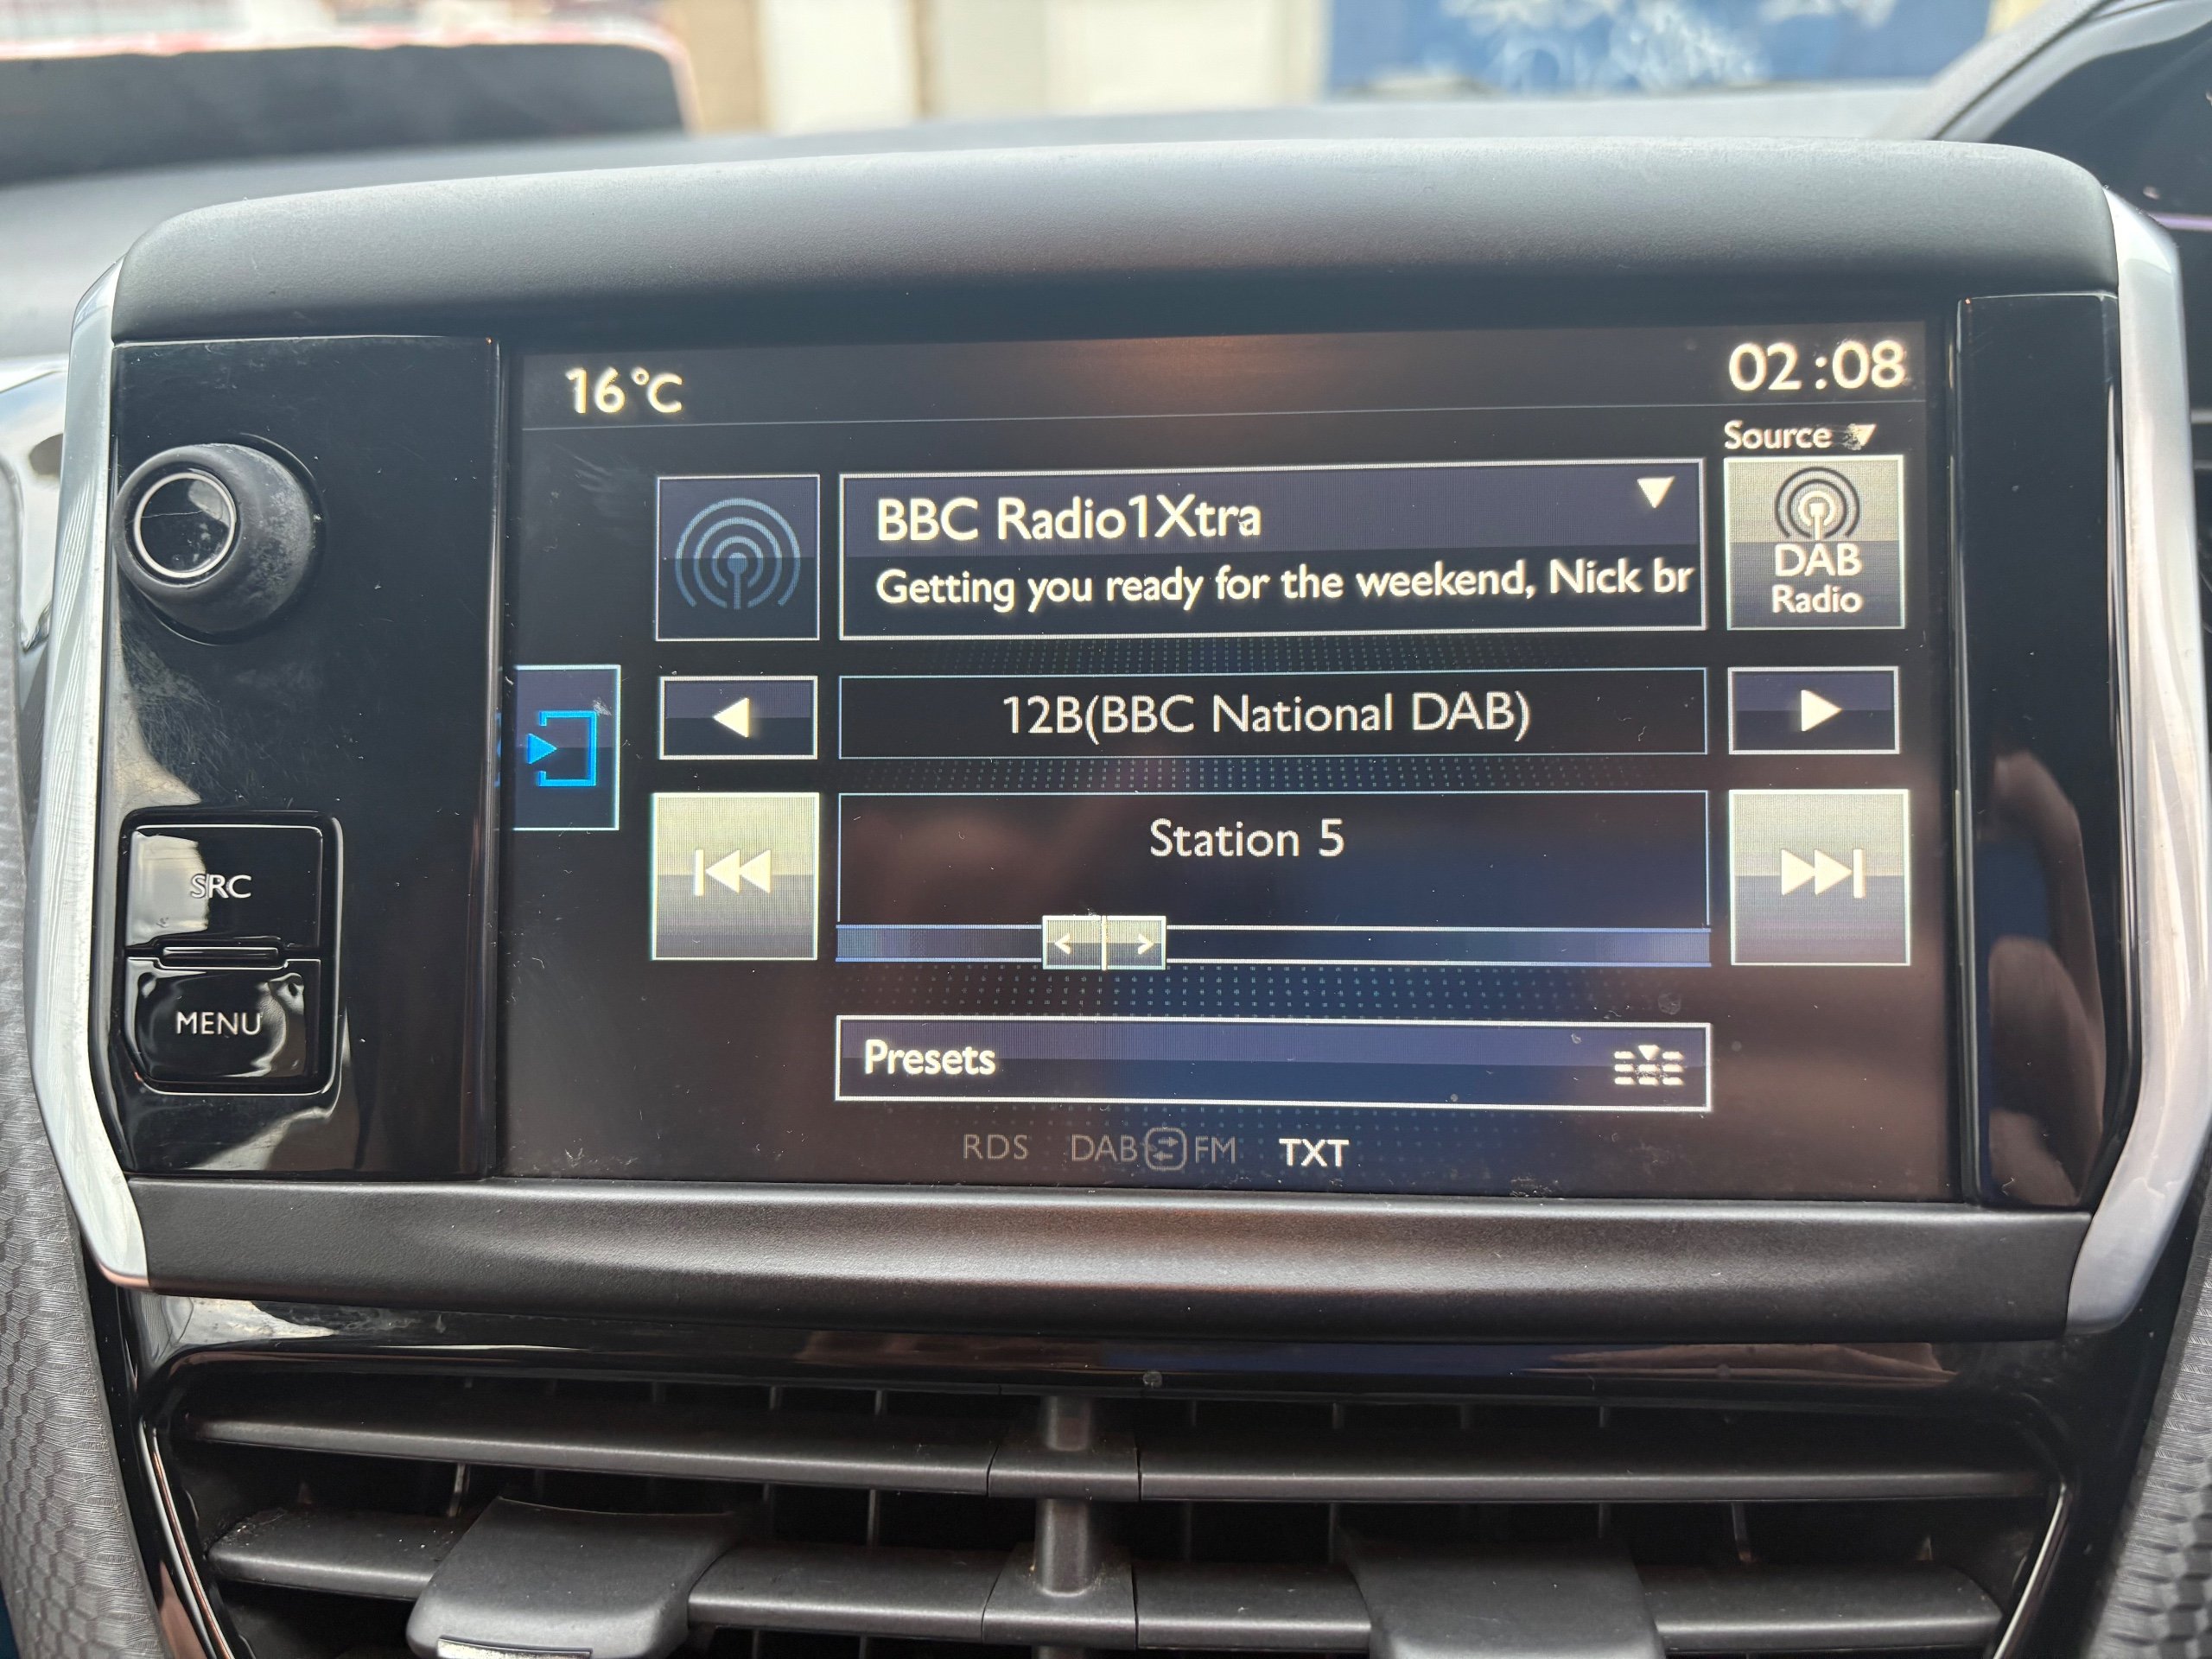 16°C
02:08
Source
BBC Radio1Xtra
Getting you ready for the weekend, Nick br
DAB
Radio
12B(BBC National DAB)
Station 5
SRC
MENU
Presets
RDS DAB FM TXT